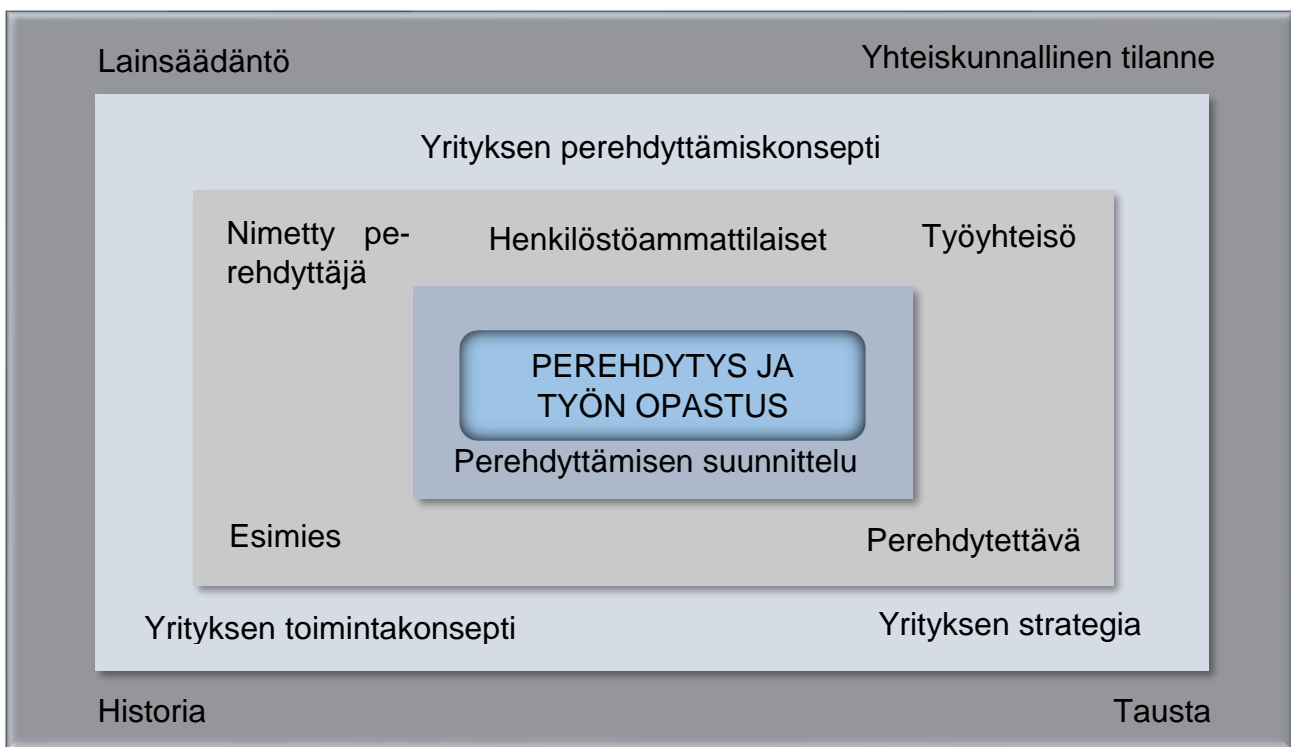 Lainsäädäntö
Yhteiskunnallinen tilanne
Yrityksen perehdyttämiskonsepti
Nimetty pe-
rehdyttäjä
Henkilöstöammattilaiset
Työyhteisö
PEREHDYTYS JA
TYÖN OPASTUS
Perehdyttämisen suunnittelu
Esimies
Perehdytettävä
Yrityksen toimintakonsepti
Yrityksen strategia
Historia
Tausta